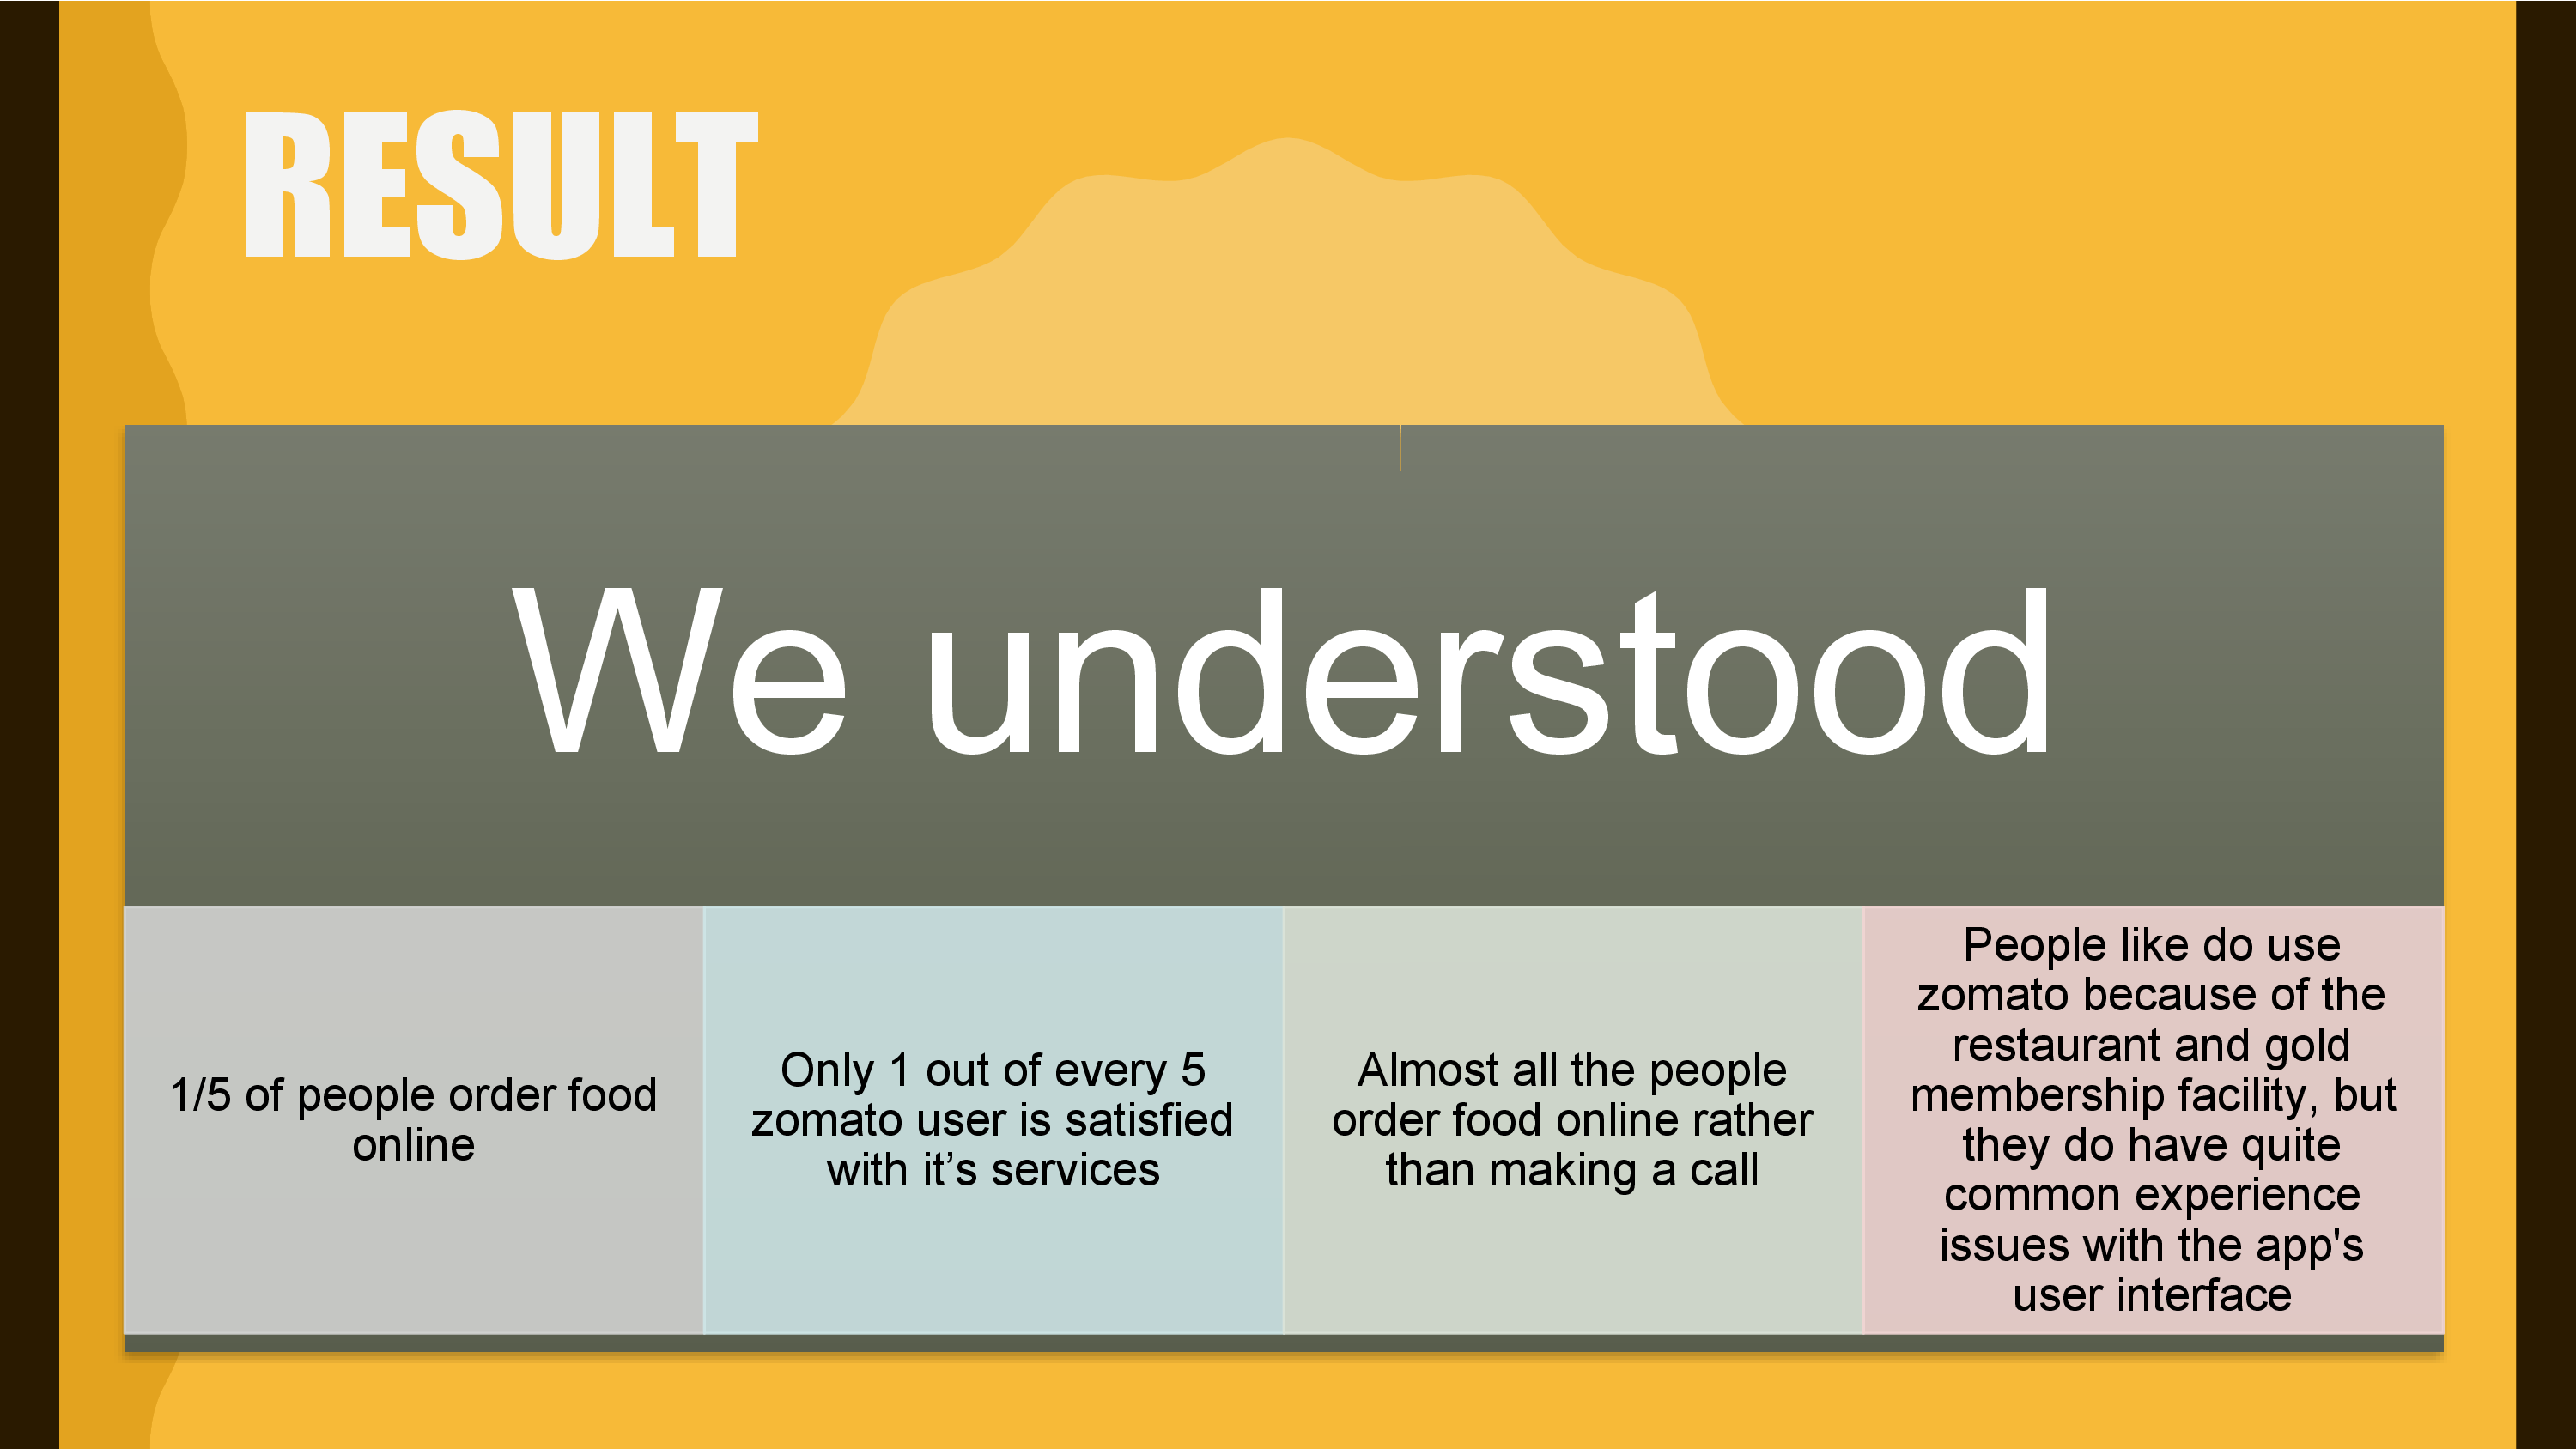 RESULT
We understood
1/5 of people order food
online
Only 1 out of every 5
zomato user is satisfied
with it’s services
Almost all the people
order food online rather
than making a call
People like do use
zomato because of the
restaurant and gold
membership facility, but
they do have quite
common experience
issues with the app's
user interface